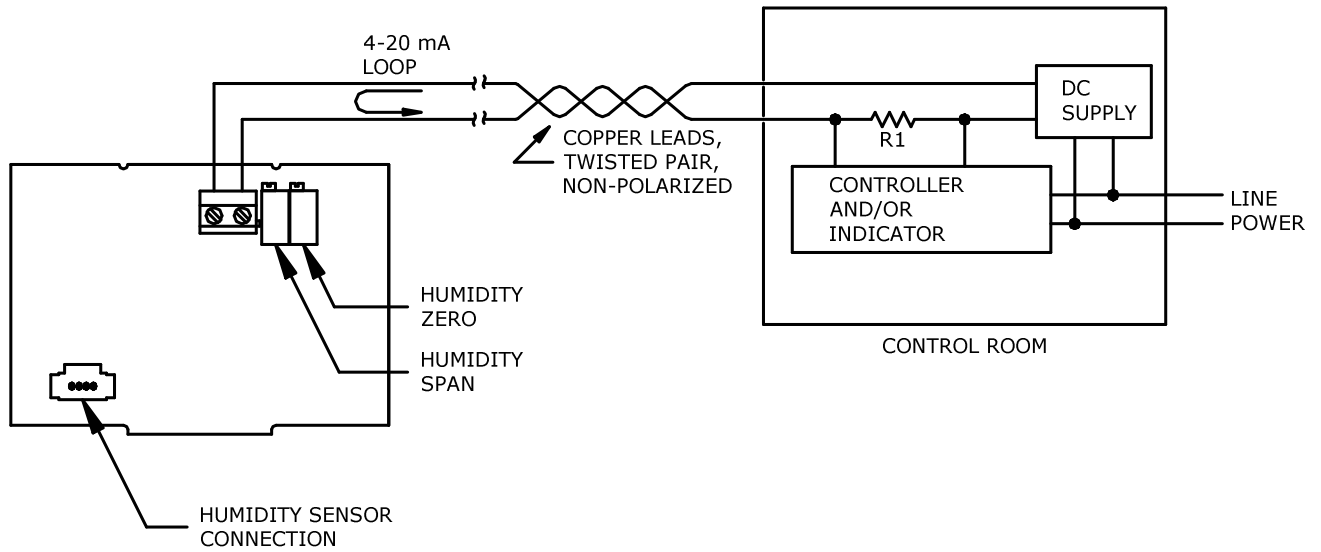 4-20 mA
LOOP
COPPER LEADS,
TWISTED PAIR,
NON-POLARIZED
DC
SUPPLY
R1
CONTROLLER
AND/OR
INDICATOR
LINE
POWER
CONTROL ROOM
HUMIDITY
ZERO
HUMIDITY
SPAN
HUMIDITY SENSOR
CONNECTION